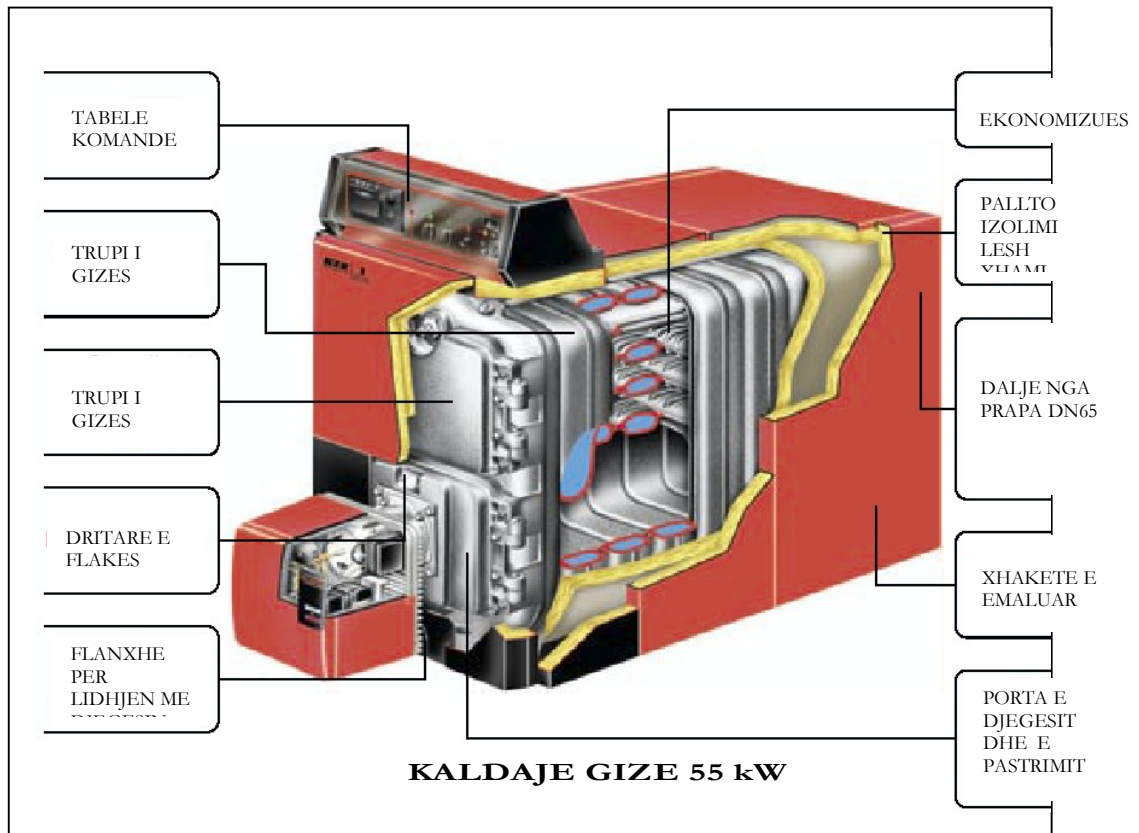 TABELE
KOMANDE
TRUPI I
GIZES
TRUPI I
GIZES
DRITARE E
FLAKES
FLANXHE
PER
LIDHJEN ME
EKONOMIZUES
PALLTO
IZOLIMI
LESH
XHAMI
DALJE NGA
PRAPA DN65
XHAKETE E
EMALUAR
PORTA E
DJEGESIT
DHE E
PASTRIMIT
KALDAJE GIZE 55 kW